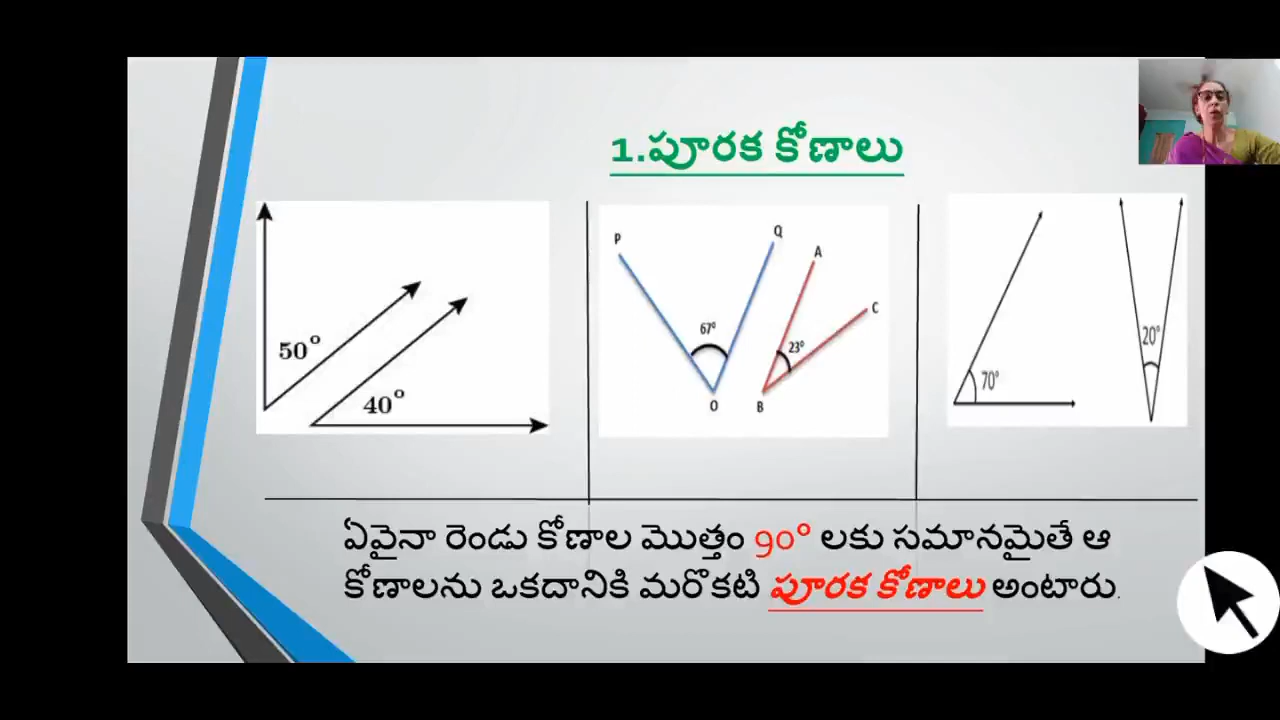 1.పూరక కోణాలు
50°
40°
P
Q
67°
O
A
C
23°
B
70°
20°
ఏవైనా రెండు కోణాల మొత్తం 90° లకు సమానమైతే ఆ
కోణాలను ఒకదానికి మరొకటి పూరక కోణాలు అంటారు.